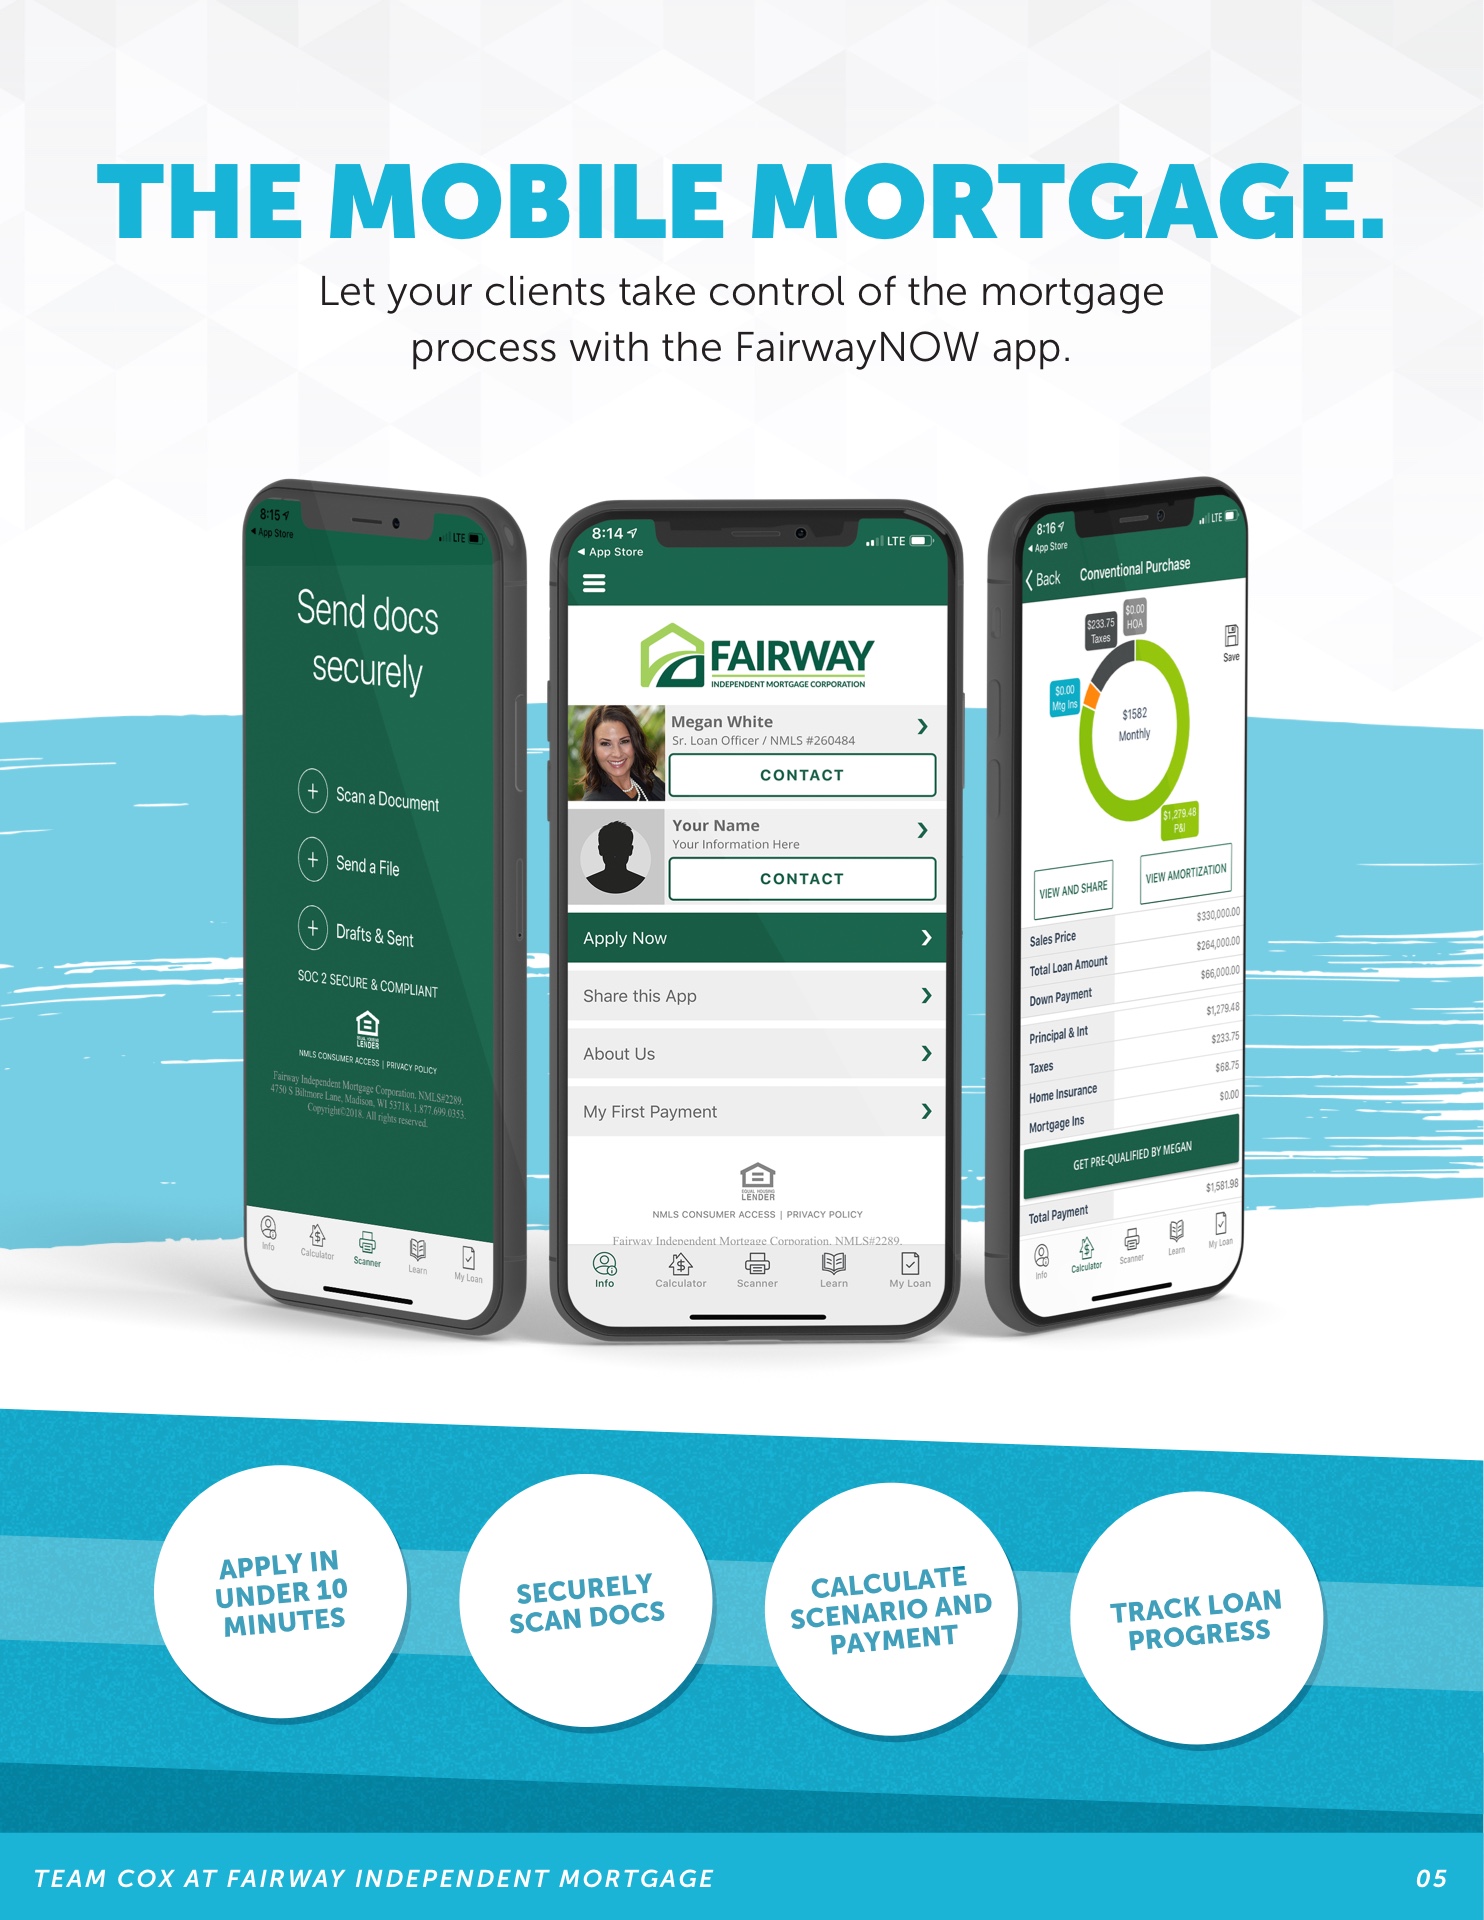 THE MOBILE MORTGAGE.
Let your clients take control of the mortgage
process with the FairwayNOW app.
8:15
App Store
LTE
Send docs
securely
+ Scan a Document
+ Send a File
+ Drafts & Sent
SOC 2 SECURE & COMPLIANT
EQUAL HOUSING
LENDER
NMLS CONSUMER ACCESS | PRIVACY POLICY
Fairway Independent Mortgage Corporation. NMLS#2289.
4750 S Biltmore Lane, Madison, WI 53718, 1.877.699.0353.
Copyright©2018. All rights reserved.
Info
Calculator
Scanner
Learn
My Loan
8:14
App Store
LTE
FAIRWAY
INDEPENDENT MORTGAGE CORPORATION
Megan White
Sr. Loan Officer / NMLS #260484
CONTACT
Your Name
Your Information Here
CONTACT
Apply Now
Share this App
About Us
My First Payment
EQUAL HOUSING
LENDER
NMLS CONSUMER ACCESS | PRIVACY POLICY
Fairway Independent Mortgage Corporation. NMLS#2289.
Info
Calculator
Scanner
Learn
My Loan
8:16
App Store
LTE
Back
Conventional Purchase
$0.00
HOA
$233.75
Taxes
Save
$0.00
Mtg Ins
$1582
Monthly
$1,279.48
P&I
VIEW AND SHARE
VIEW AMORTIZATION
Sales Price $330,000.00
Total Loan Amount $264,000.00
Down Payment $66,000.00
Principal & Int $1,279.48
Taxes $233.75
Home Insurance $68.75
Mortgage Ins $0.00
GET PRE-QUALIFIED BY MEGAN
Total Payment $1,581.98
Info
Calculator
Scanner
Learn
My Loan
APPLY IN
UNDER 10
MINUTES
SECURELY
SCAN DOCS
CALCULATE
SCENARIO AND
PAYMENT
TRACK LOAN
PROGRESS
TEAM COX AT FAIRWAY INDEPENDENT MORTGAGE
05